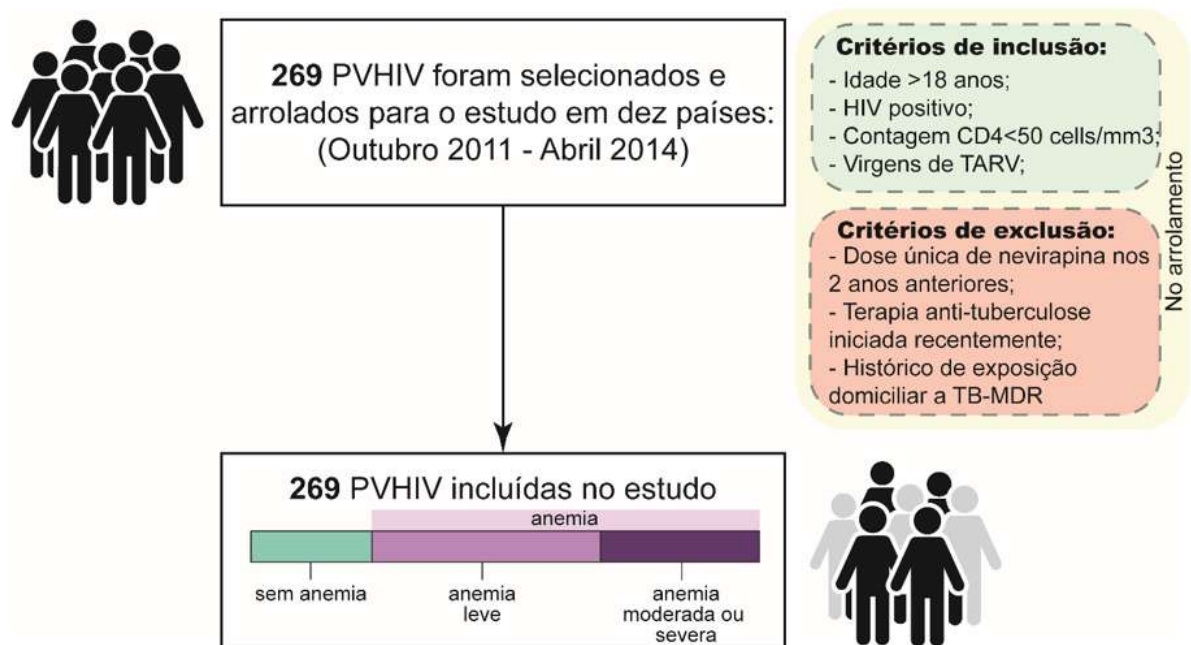 269 PVHIV foram selecionados e
arrolados para o estudo em dez países:
(Outubro 2011 - Abril 2014)
Critérios de inclusão:
- Idade >18 anos;
- HIV positivo;
- Contagem CD4<50 cells/mm3;
- Virgens de TARV;
Critérios de exclusão:
- Dose única de nevirapina nos
2 anos anteriores;
- Terapia anti-tuberculose
iniciada recentemente;
- Histórico de exposição
domiciliar a TB-MDR
No arrolamento
269 PVHIV incluídas no estudo
anemia
sem anemia
anemia
leve
anemia
moderada ou
severa